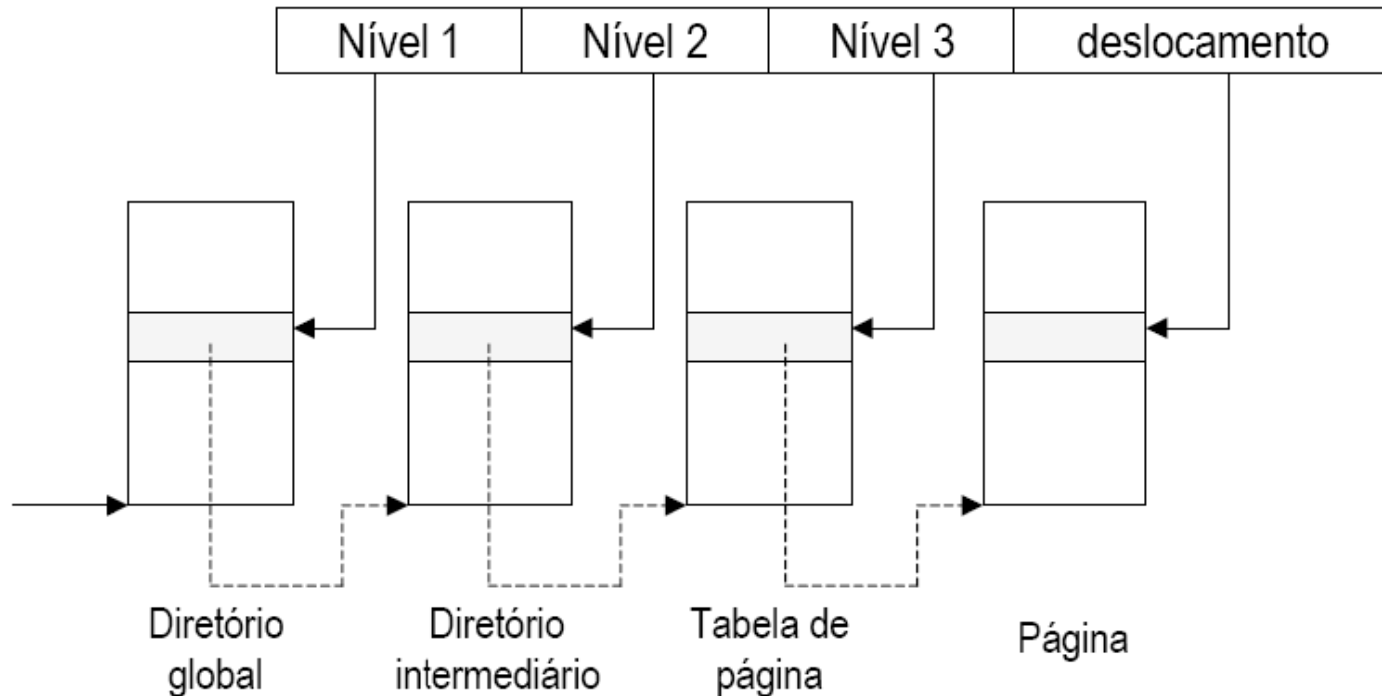 Nível 1 Nível 2 Nível 3 deslocamento
Diretório global
Diretório intermediário
Tabela de página
Página